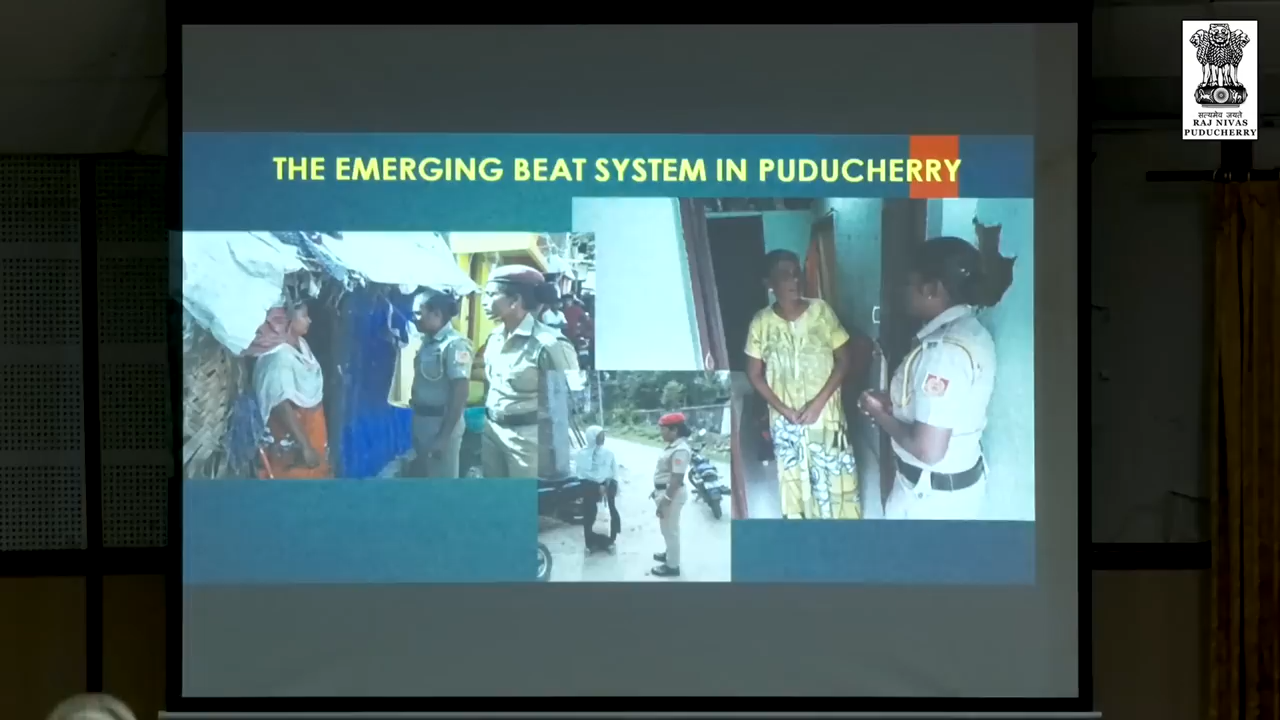 THE EMERGING BEAT SYSTEM IN PUDUCHERRY
सत्यमेव जयते
RAJ NIVAS
PUDUCHERRY